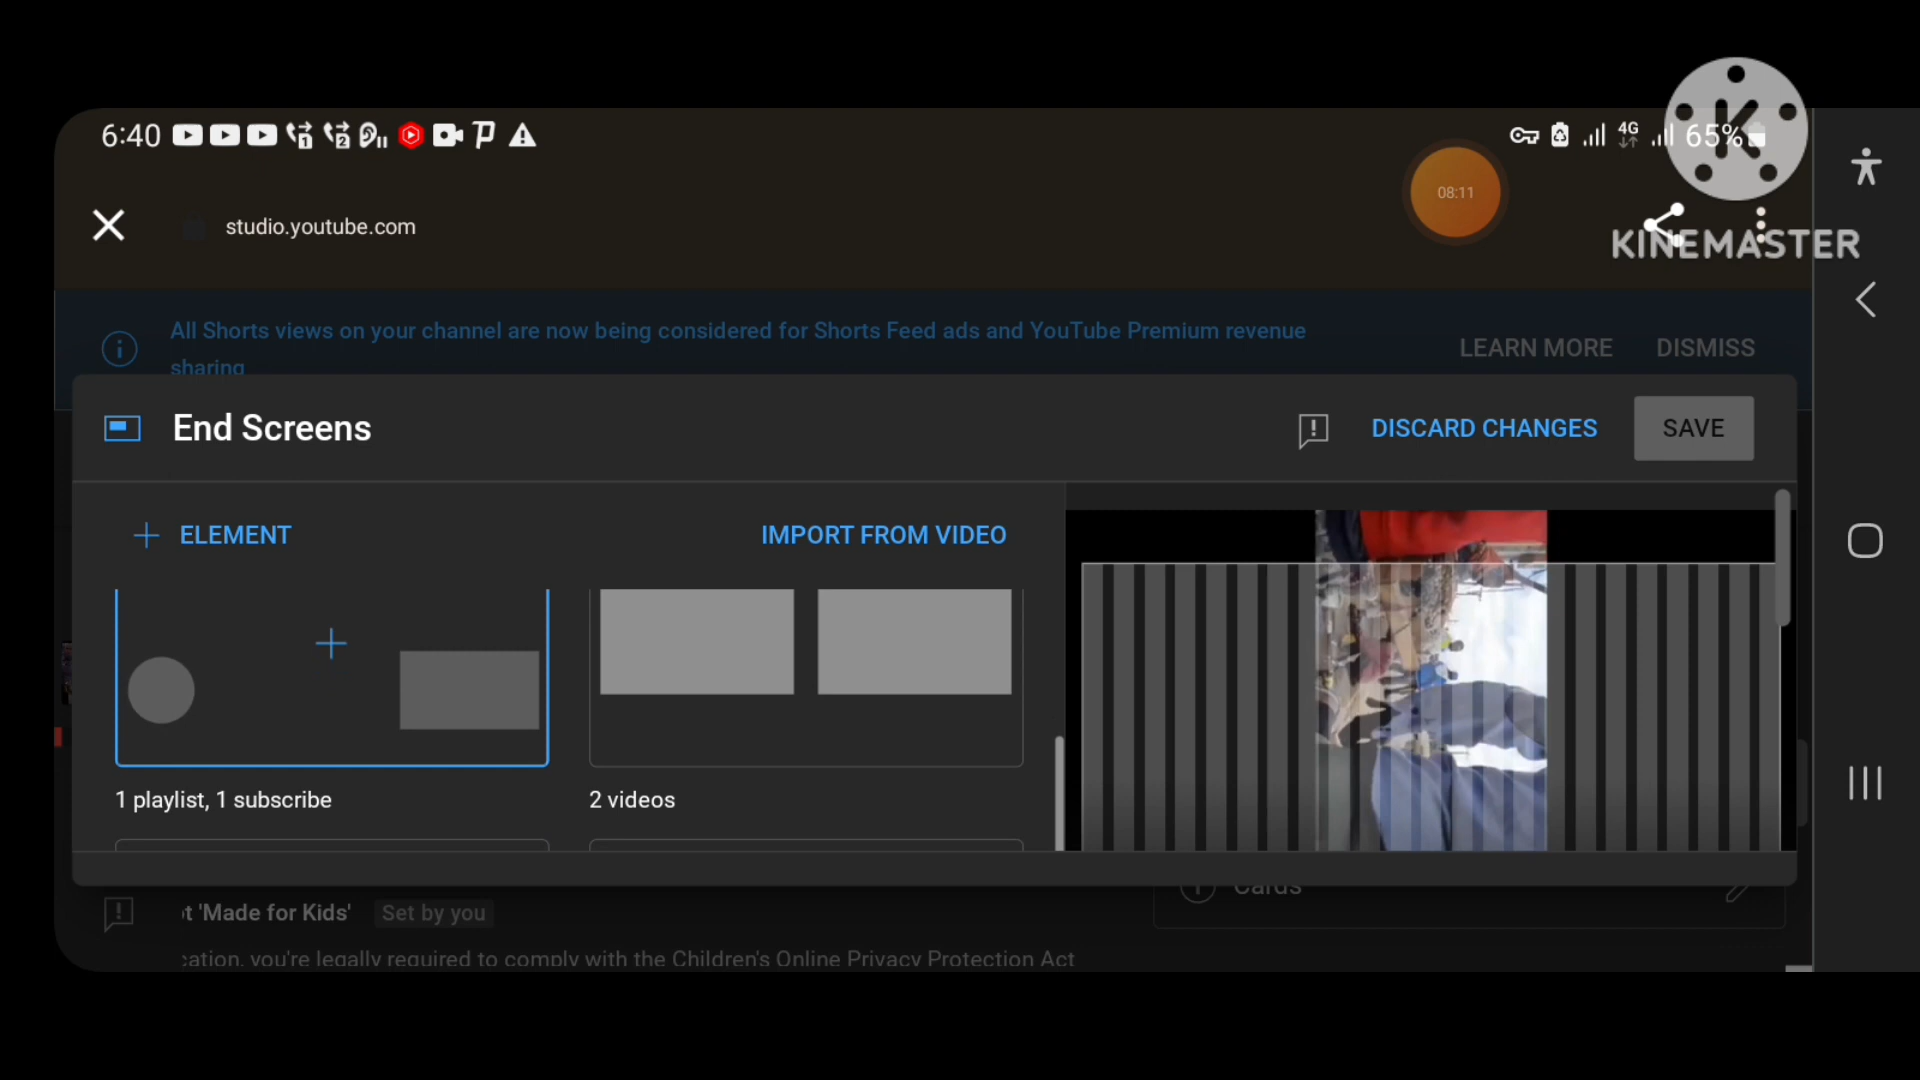 6:40
4G 65%
08:11
studio.youtube.com
KINEMASTER
All Shorts views on your channel are now being considered for Shorts Feed ads and YouTube Premium revenue
sharing
LEARN MORE DISMISS
End Screens
DISCARD CHANGES SAVE
ELEMENT IMPORT FROM VIDEO
1 playlist, 1 subscribe
2 videos
Cards
't 'Made for Kids' Set by you
cation, you're legally required to comply with the Children's Online Privacy Protection Act